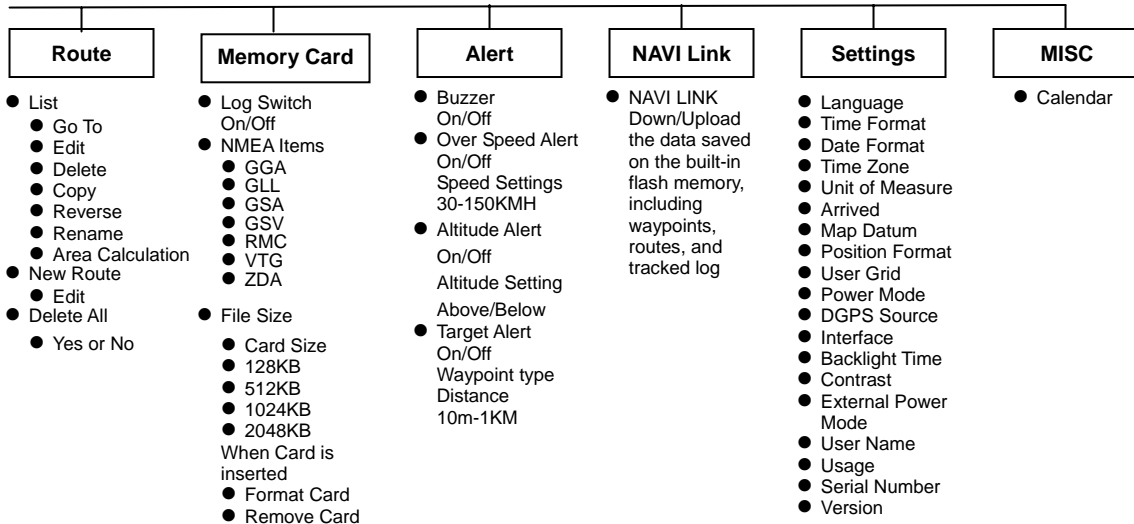 Route
● List
● Go To
● Edit
● Delete
● Copy
● Reverse
● Rename
● Area Calculation
● New Route
● Edit
● Delete All
● Yes or No
Memory Card
● Log Switch
On/Off
● NMEA Items
● GGA
● GLL
● GSA
● GSV
● RMC
● VTG
● ZDA
● File Size
● Card Size
● 128KB
● 512KB
● 1024KB
● 2048KB
When Card is
inserted
● Format Card
● Remove Card
Alert
● Buzzer
On/Off
● Over Speed Alert
On/Off
Speed Settings
30-150KMH
● Altitude Alert
On/Off
Altitude Setting
Above/Below
● Target Alert
On/Off
Waypoint type
Distance
10m-1KM
NAVI Link
● NAVI LINK
Down/Upload
the data saved
on the built-in
flash memory,
including
waypoints,
routes, and
tracked log
Settings
● Language
● Time Format
● Date Format
● Time Zone
● Unit of Measure
● Arrived
● Map Datum
● Position Format
● User Grid
● Power Mode
● DGPS Source
● Interface
● Backlight Time
● Contrast
● External Power
Mode
● User Name
● Usage
● Serial Number
● Version
MISC
● Calendar